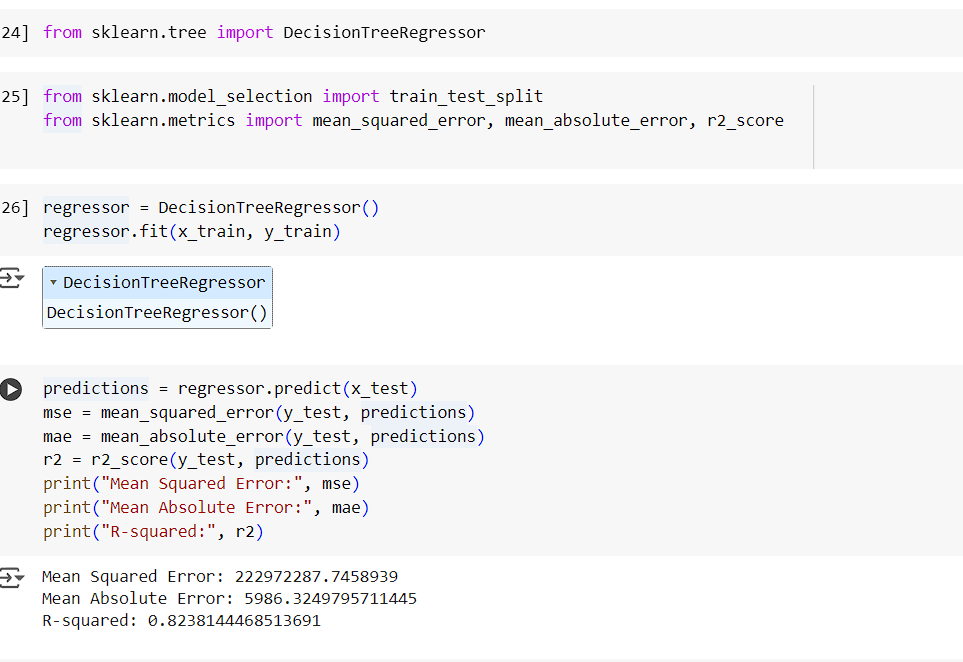 24] from sklearn.tree import DecisionTreeRegressor
25] from sklearn.model_selection import train_test_split
from sklearn.metrics import mean_squared_error, mean_absolute_error, r2_score
26] regressor = DecisionTreeRegressor()
regressor.fit(x_train, y_train)
DecisionTreeRegressor
DecisionTreeRegressor()
predictions = regressor.predict(x_test)
mse = mean_squared_error(y_test, predictions)
mae = mean_absolute_error(y_test, predictions)
r2 = r2_score(y_test, predictions)
print("Mean Squared Error:", mse)
print("Mean Absolute Error:", mae)
print("R-squared:", r2)
Mean Squared Error: 222972287.7458939
Mean Absolute Error: 5986.3249795711445
R-squared: 0.8238144468513691